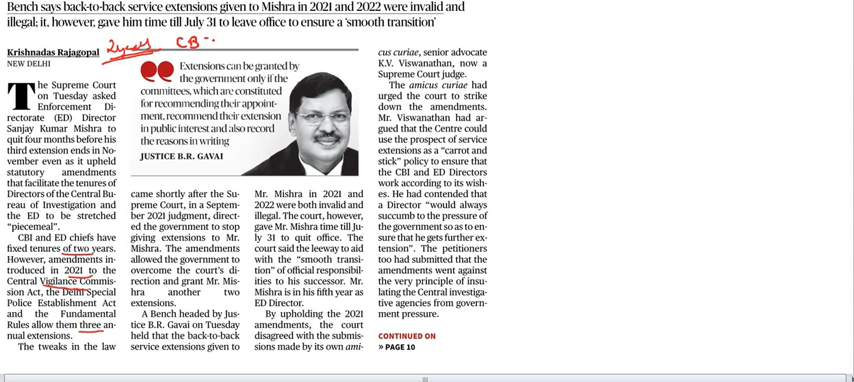 Bench says back-to-back service extensions given to Mishra in 2021 and 2022 were invalid and
illegal; it, however, gave him time till July 31 to leave office to ensure a ‘smooth transition’
Krishnadas Rajagopal
NEW DELHI
2 years
CB-.
The Supreme Court
on Tuesday asked
Enforcement Di-
rectorate (ED) Director
Sanjay Kumar Mishra to
quit four months before his
third extension ends in No-
vember even as it upheld
statutory amendments
that facilitate the tenures of
Directors of the Central Bu-
reau of Investigation and
the ED to be stretched
“piecemeal”.
CBI and ED chiefs have
fixed tenures of two years.
However, amendments in-
troduced in 2021 to the
Central Vigilance Commis-
sion Act, the Delhi Special
Police Establishment Act
and the Fundamental
Rules allow them three an-
nual extensions.
The tweaks in the law
Extensions can be granted by
the government only if the
committees, which are constituted
for recommending their appoint-
ment, recommend their extension
in public interest and also record
the reasons in writing
JUSTICE B.R. GAVAI
came shortly after the Su-
preme Court, in a Septem-
ber 2021 judgment, direct-
ed the government to stop
giving extensions to Mr.
Mishra. The amendments
allowed the government to
overcome the court’s di-
rection and grant Mr. Mis-
hra another two
extensions.
A Bench headed by Jus-
tice B.R. Gavai on Tuesday
held that the back-to-back
service extensions given to
Mr. Mishra in 2021 and
2022 were both invalid and
illegal. The court, however,
gave Mr. Mishra time till Ju-
ly 31 to quit office. The
court said the leeway to aid
with the “smooth transi-
tion” of official responsibil-
ities to his successor. Mr.
Mishra is in his fifth year as
ED Director.
By upholding the 2021
amendments, the court
disagreed with the submis-
sions made by its own ami-
cus curiae, senior advocate
K.V. Viswanathan, now a
Supreme Court judge.
The amicus curiae had
urged the court to strike
down the amendments.
Mr. Viswanathan had ar-
gued that the Centre could
use the prospect of service
extensions as a “carrot and
stick” policy to ensure that
the CBI and ED Directors
work according to its wish-
es. He had contended that
a Director “would always
succumb to the pressure of
the government so as to en-
sure that he gets further ex-
tension”. The petitioners
too had submitted that the
amendments went against
the very principle of insu-
lating the Central investiga-
tive agencies from govern-
ment pressure.
CONTINUED ON
» PAGE 10